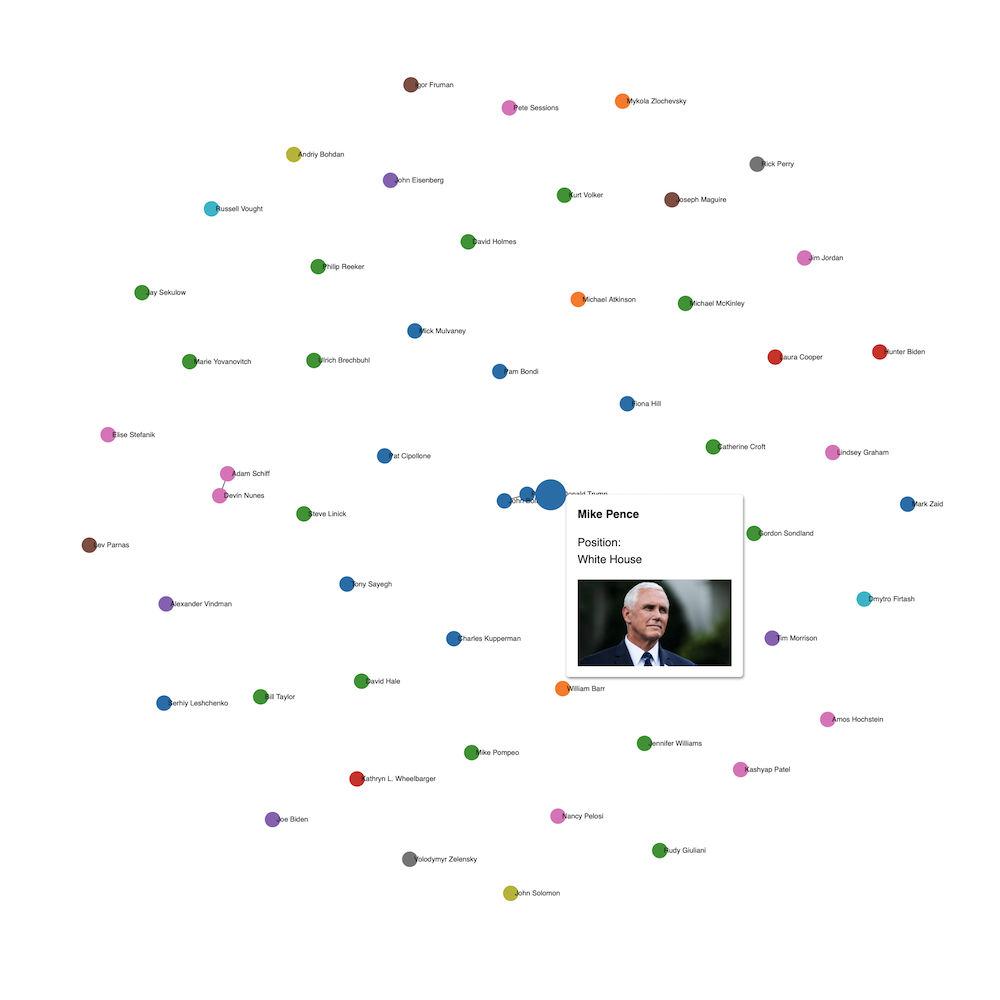 Igor Fruman
Pete Sessions
Mykola Zlochevsky
Andriy Bohdan
Rick Perry
John Eisenberg
Kurt Volker
Joseph Maguire
Russell Vought
David Holmes
Jim Jordan
Philip Reeker
Jay Sekulow
Michael Atkinson
Michael McKinley
Mick Mulvaney
Hunter Biden
Laura Cooper
Ulrich Brechbuhl
Marie Yovanovitch
Pam Bondi
Fiona Hill
Elise Stefanik
Catherine Croft
Lindsey Graham
Pat Cipollone
Adam Schiff
Devin Nunes
Donald Trump
John
Mark Zaid
Steve Linick
Mike Pence
Position:
White House
Gordon Sondland
Lev Parnas
Tony Sayegh
Dmytro Firtash
Alexander Vindman
Charles Kupperman
Tim Morrison
David Hale
William Barr
Bill Taylor
Serhiy Leshchenko
Amos Hochstein
Jennifer Williams
Mike Pompeo
Kashyap Patel
Kathryn L. Wheelbarger
Nancy Pelosi
Joe Biden
Rudy Giuliani
Volodymyr Zelensky
John Solomon